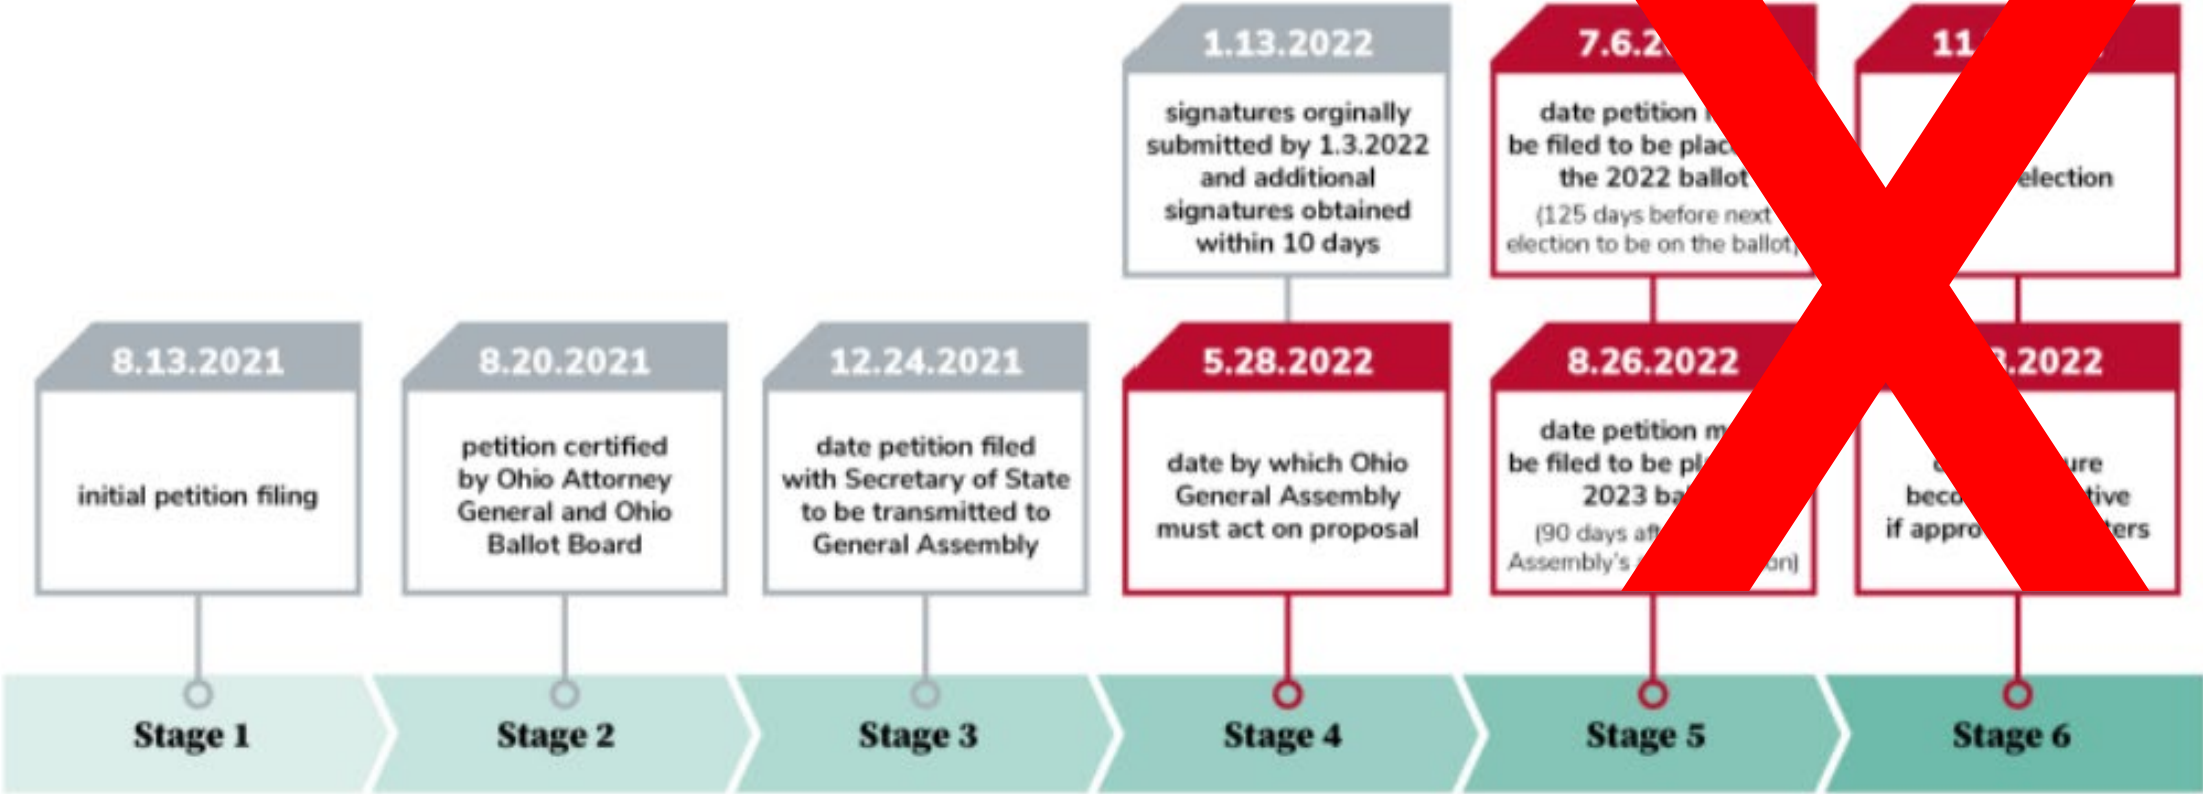 1.13.2022
signatures orginally
submitted by 1.3.2022
and additional
signatures obtained
within 10 days
7.6.2
date petition
be filed to be plac
the 2022 ballot
(125 days before next
election to be on the ballot)
11.
election
8.13.2021
initial petition filing
8.20.2021
petition certified
by Ohio Attorney
General and Ohio
Ballot Board
12.24.2021
date petition filed
with Secretary of State
to be transmitted to
General Assembly
5.28.2022
date by which Ohio
General Assembly
must act on proposal
8.26.2022
date petition m
be filed to be pl
2023 ba
(90 days af
Assembly's on)
.2022
ure
beco tive
if appro ters
Stage 1
Stage 2
Stage 3
Stage 4
Stage 5
Stage 6